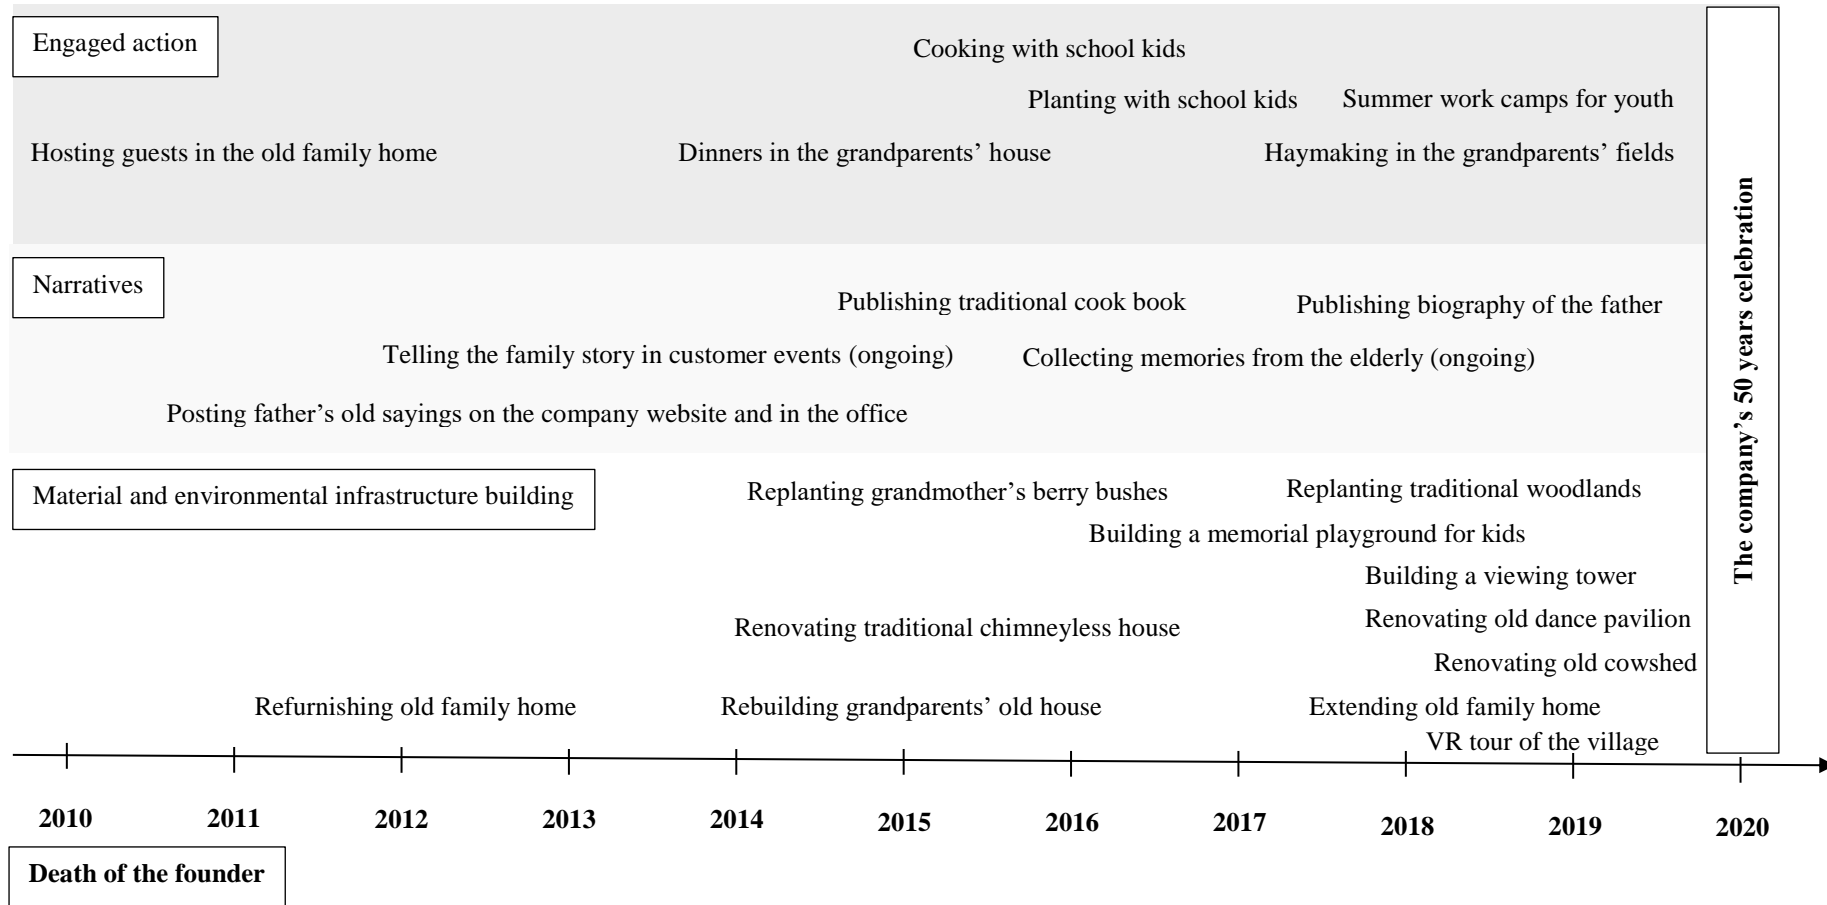 Engaged action
Cooking with school kids
Planting with school kids
Summer work camps for youth
Hosting guests in the old family home
Dinners in the grandparents’ house
Haymaking in the grandparents’ fields
Narratives
Publishing traditional cook book
Publishing biography of the father
Telling the family story in customer events (ongoing)
Collecting memories from the elderly (ongoing)
Posting father’s old sayings on the company website and in the office
Material and environmental infrastructure building
Replanting grandmother’s berry bushes
Replanting traditional woodlands
Building a memorial playground for kids
Building a viewing tower
Renovating traditional chimneyless house
Renovating old dance pavilion
Renovating old cowshed
Refurnishing old family home
Rebuilding grandparents’ old house
Extending old family home
VR tour of the village
The company’s 50 years celebration
2010 2011 2012 2013 2014 2015 2016 2017 2018 2019 2020
Death of the founder